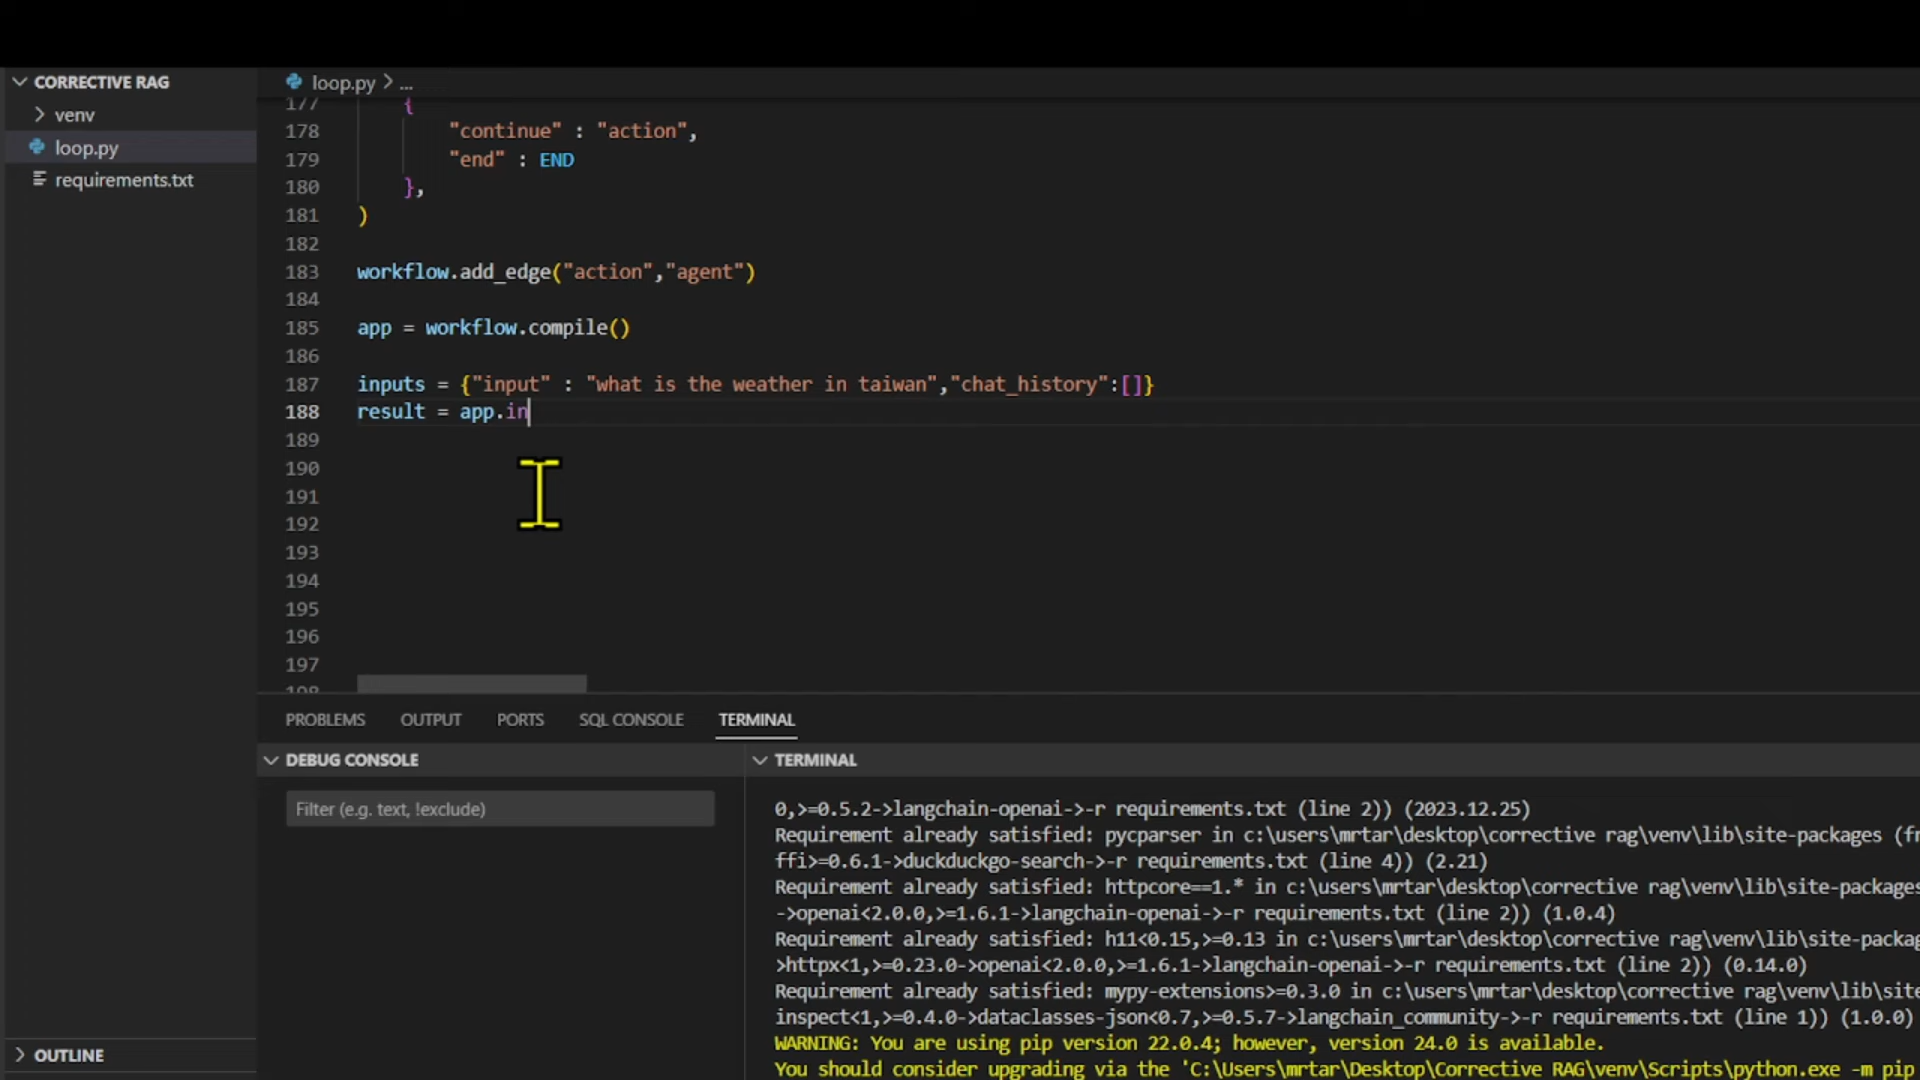 CORRECTIVE RAG
venv
loop.py
requirements.txt
OUTLINE
loop.py > ...
177 {
178 "continue" : "action",
179 "end" : END
180 },
181 )
182
183 workflow.add_edge("action","agent")
184
185 app = workflow.compile()
186
187 inputs = {"input" : "what is the weather in taiwan","chat_history":[]}
188 result = app.in
189
190
191
192
193
194
195
196
197
198
PROBLEMS OUTPUT PORTS SQL CONSOLE TERMINAL
DEBUG CONSOLE
Filter (e.g. text, !exclude)
TERMINAL
0,>=0.5.2->langchain-openai->-r requirements.txt (line 2)) (2023.12.25)
Requirement already satisfied: pycparser in c:\users\mrtar\desktop\corrective rag\venv\lib\site-packages (fr
ffi>=0.6.1->duckduckgo-search->-r requirements.txt (line 4)) (2.21)
Requirement already satisfied: httpcore==1.* in c:\users\mrtar\desktop\corrective rag\venv\lib\site-packages
->openai<2.0.0,>=1.6.1->langchain-openai->-r requirements.txt (line 2)) (1.0.4)
Requirement already satisfied: h11<0.15,>=0.13 in c:\users\mrtar\desktop\corrective rag\venv\lib\site-packag
>httpx<1,>=0.23.0->openai<2.0.0,>=1.6.1->langchain-openai->-r requirements.txt (line 2)) (0.14.0)
Requirement already satisfied: mypy-extensions>=0.3.0 in c:\users\mrtar\desktop\corrective rag\venv\lib\site
inspect<1,>=0.4.0->dataclasses-json<0.7,>=0.5.7->langchain_community->-r requirements.txt (line 1)) (1.0.0)
WARNING: You are using pip version 22.0.4; however, version 24.0 is available.
You should consider upgrading via the 'C:\Users\mrtar\Desktop\Corrective RAG\venv\Scripts\python.exe -m pip